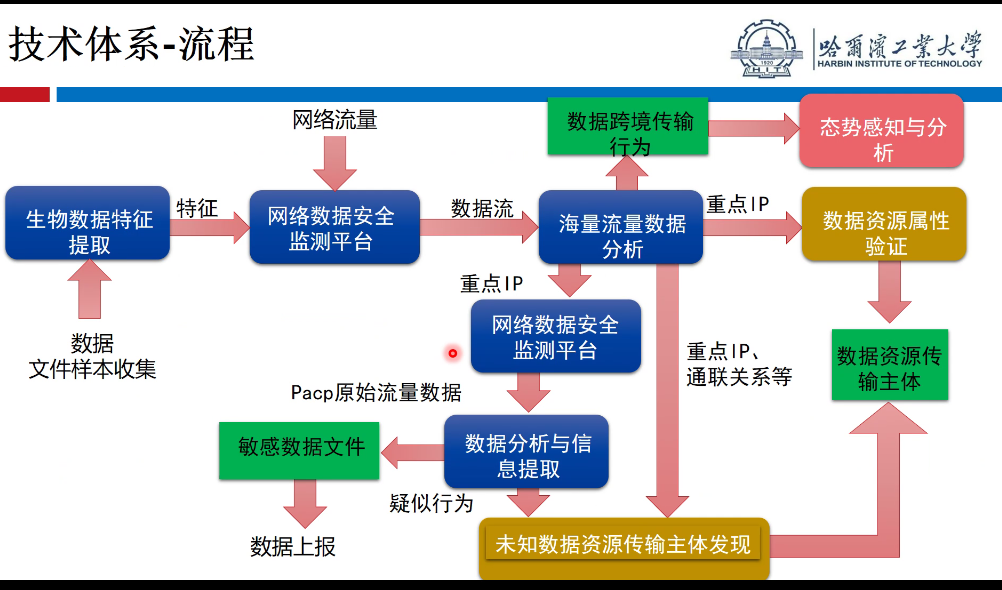 技术体系-流程
哈尔滨工业大学
HARBIN INSTITUTE OF TECHNOLOGY
1920
HIT
网络流量
数据跨境传输
行为
态势感知与分
析
生物数据特征
提取
特征
网络数据安全
监测平台
数据流
海量流量数据
分析
重点IP
数据资源属性
验证
重点IP
数据
文件样本收集
网络数据安全
监测平台
重点IP、
通联关系等
数据资源传
输主体
Pacp原始流量数据
敏感数据文件
数据分析与信
息提取
疑似行为
数据上报
未知数据资源传输主体发现